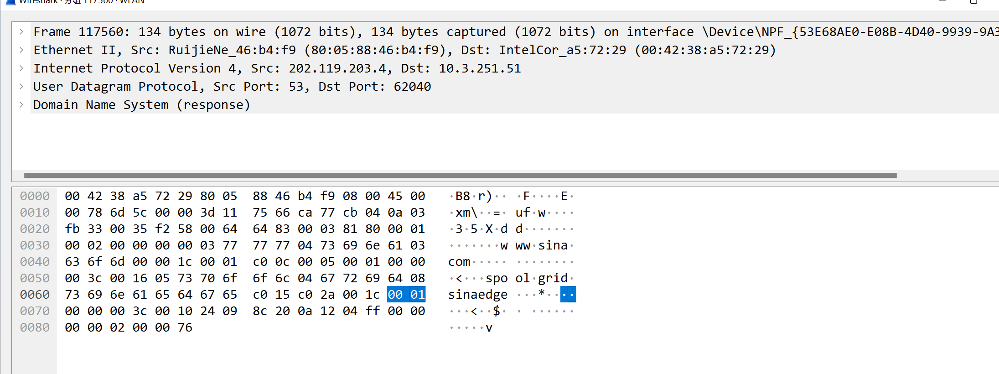 Wireshark · 分组 117560 · WLAN
Frame 117560: 134 bytes on wire (1072 bits), 134 bytes captured (1072 bits) on interface \Device\NPF_{53E68AE0-E08B-4D40-9939-9A3
Ethernet II, Src: RuijieNe_46:b4:f9 (80:05:88:46:b4:f9), Dst: IntelCor_a5:72:29 (00:42:38:a5:72:29)
Internet Protocol Version 4, Src: 202.119.203.4, Dst: 10.3.251.51
User Datagram Protocol, Src Port: 53, Dst Port: 62040
Domain Name System (response)
0000 00 42 38 a5 72 29 80 05 88 46 b4 f9 08 00 45 00 ·B8·r)·· ·F····E·
0010 00 78 6d 5c 00 00 3d 11 75 66 ca 77 cb 04 0a 03 ·xm\··=· uf·w····
0020 fb 33 00 35 f2 58 00 64 64 83 00 03 81 80 00 01 ·3·5·X·d d·······
0030 00 02 00 00 00 00 03 77 77 77 04 73 69 6e 61 03 ·······w ww·sina·
0040 63 6f 6d 00 00 1c 00 01 c0 0c 00 05 00 01 00 00 com····· ········
0050 00 3c 00 16 05 73 70 6f 6f 6c 04 67 72 69 64 08 ·<···spo ol·grid·
0060 73 69 6e 61 65 64 67 65 c0 15 c0 2a 00 1c 00 01 sinaedge ···*····
0070 00 00 00 3c 00 10 24 09 8c 20 0a 12 04 ff 00 00 ···<··$· · ······
0080 00 00 02 00 00 76 ·····v